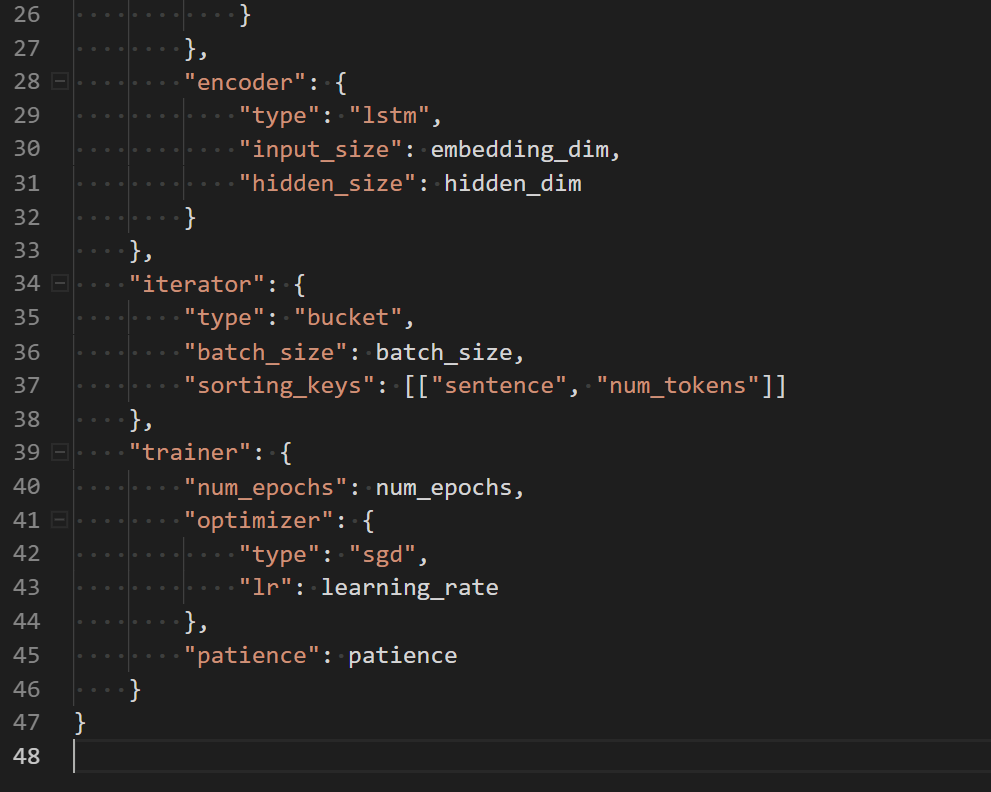 26             }
27         },
28         "encoder": {
29             "type": "lstm",
30             "input_size": embedding_dim,
31             "hidden_size": hidden_dim
32         }
33     },
34     "iterator": {
35         "type": "bucket",
36         "batch_size": batch_size,
37         "sorting_keys": [["sentence", "num_tokens"]]
38     },
39     "trainer": {
40         "num_epochs": num_epochs,
41         "optimizer": {
42             "type": "sgd",
43             "lr": learning_rate
44         },
45         "patience": patience
46     }
47 }
48